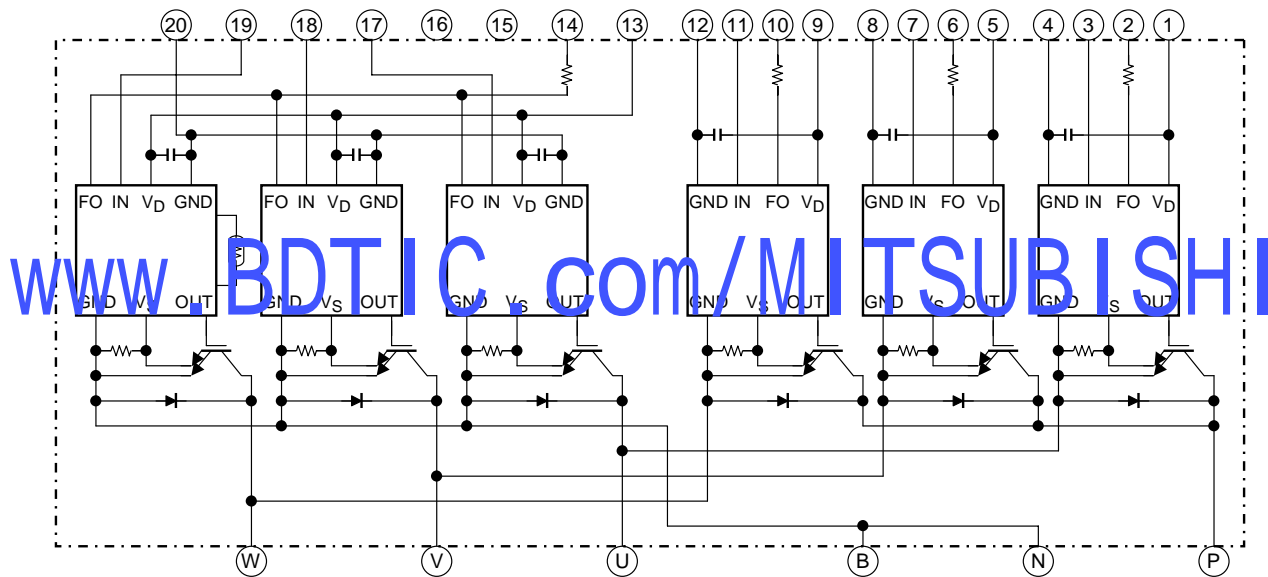 20 19 18 17 16 15 14 13 12 11 10 9 8 7 6 5 4 3 2 1
FO IN VD GND FO IN VD GND FO IN VD GND GND IN FO VD GND IN FO VD GND IN FO VD
www.BDTIC.com/MITSUBISHI
GND VS OUT GND VS OUT GND VS OUT GND VS OUT GND VS OUT GND S OUT
W V U B N P